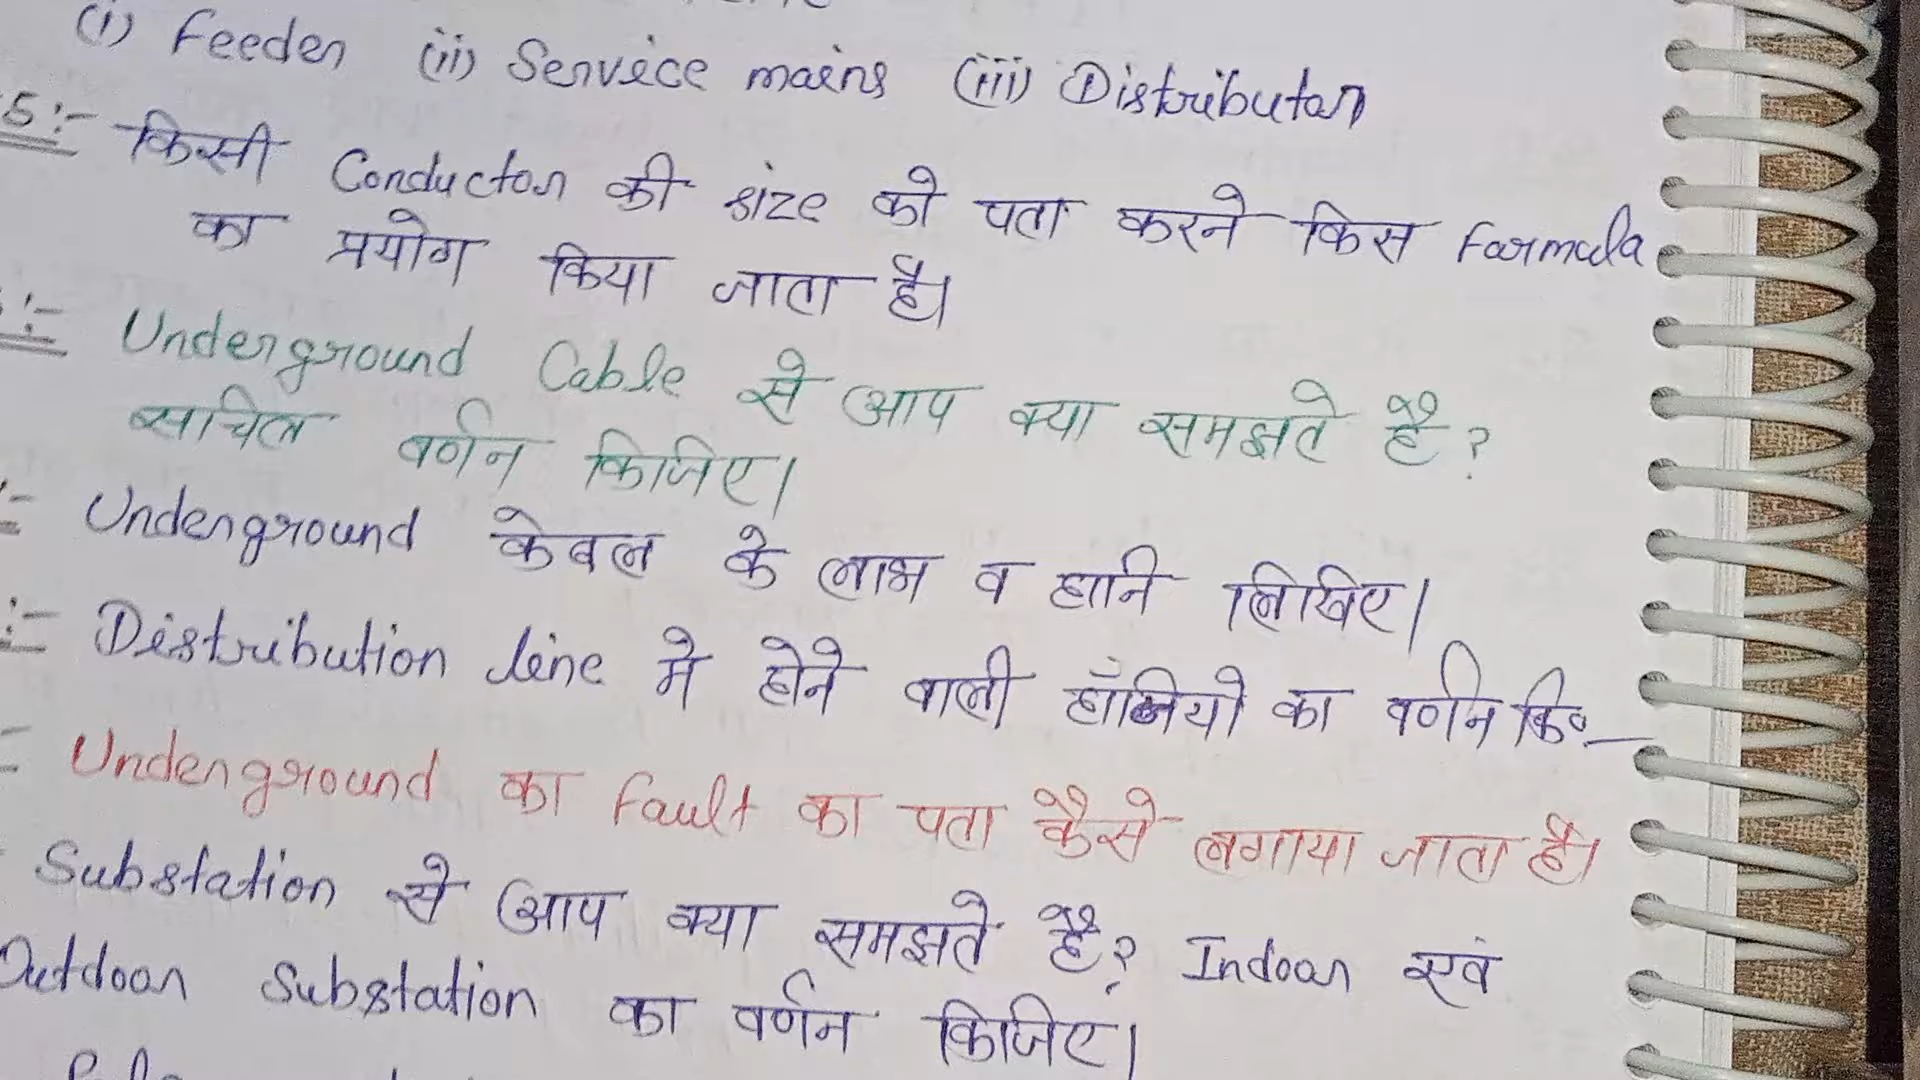 (i) Feeder (ii) Service mains (iii) Distributor
5:- किसी Conductor की size को पता करने किस Formula
का प्रयोग किया जाता है।
:- Underground Cable से आप क्या समझते है?
सचित्र वर्णन किजिए।
:- Underground केबल के लाभ व हानि लिखिए।
:- Distribution line मे होने वाली हाँनियो का वर्णन कि०
Underground का fault का पता कैसे लगाया जाता है।
Substation से आप क्या समझते है? Indoor एवं
Outdoor Substation का वर्णन किजिए।